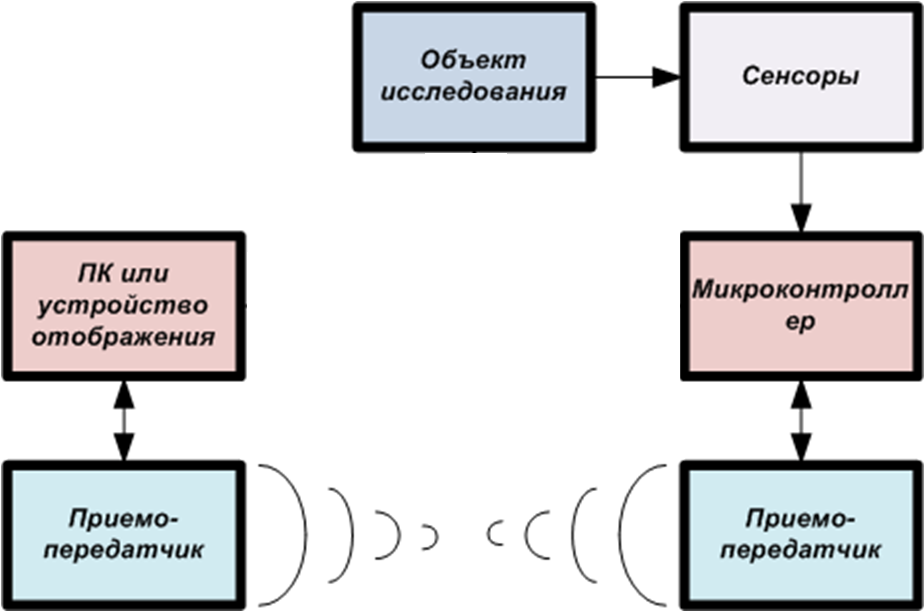 Объект
исследования
Сенсоры
ПК или
устройство
отображения
Микроконтролл
ер
Приемо-
передатчик
Приемо-
передатчик